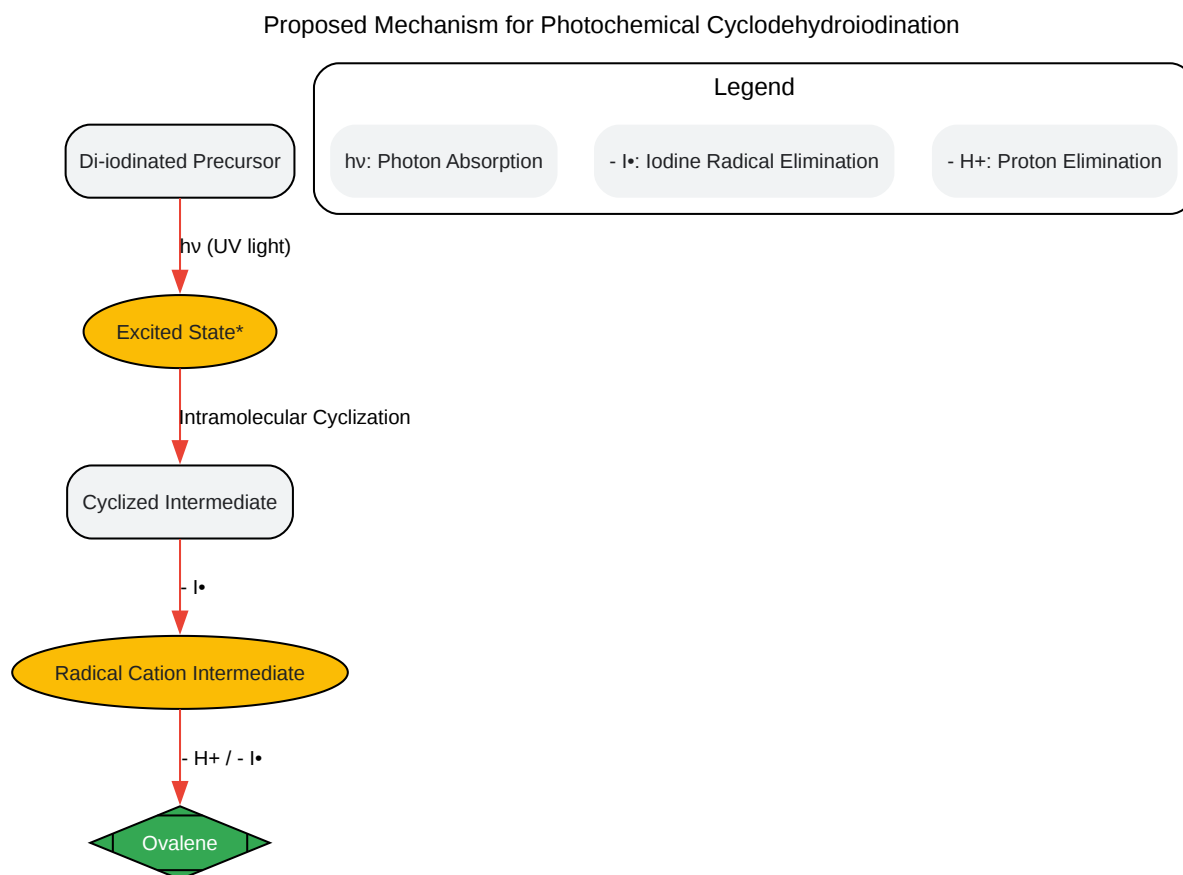 Proposed Mechanism for Photochemical Cyclodehydroiodination
Legend
Di-iodinated Precursor
hν: Photon Absorption
- I•: Iodine Radical Elimination
- H+: Proton Elimination
hν (UV light)
Excited State*
Intramolecular Cyclization
Cyclized Intermediate
- I•
Radical Cation Intermediate
- H+ / - I•
Ovalene